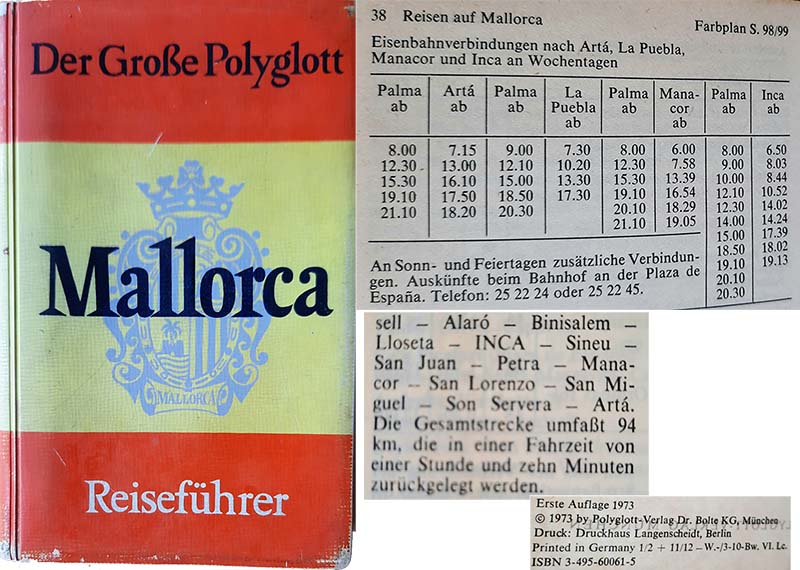 Der Große Polyglott
Mallorca
MALLORCA
Reiseführer
38 Reisen auf Mallorca Farbplan S. 98/99
Eisenbahnverbindungen nach Artá, La Puebla,
Manacor und Inca an Wochentagen
Palma Artá Palma La Palma Mana- Palma Inca
ab ab ab Puebla ab cor ab ab
ab ab
8.00 7.15 9.00 7.30 8.00 6.00 8.00 6.50
12.30 13.00 12.10 10.20 12.30 7.58 9.00 8.03
15.30 16.10 15.00 13.30 15.30 13.39 10.00 8.44
19.10 17.50 18.50 17.30 19.10 16.54 12.10 10.52
21.10 18.20 20.30 20.10 18.29 12.30 14.02
21.10 19.05 14.00 14.24
15.00 17.39
18.50 18.02
19.10 19.13
20.10
20.30
An Sonn- und Feiertagen zusätzliche Verbindun-
gen. Auskünfte beim Bahnhof an der Plaza de
España. Telefon: 25 22 24 oder 25 22 45.
sell – Alaró – Binisalem –
Lloseta – INCA – Sineu –
San Juan – Petra – Mana-
cor – San Lorenzo – San Mi-
guel – Son Servera – Artá.
Die Gesamtstrecke umfaßt 94
km, die in einer Fahrzeit von
einer Stunde und zehn Minuten
zurückgelegt werden.
Erste Auflage 1973
© 1973 by Polyglott-Verlag Dr. Bolte KG, München
Druck: Druckhaus Langenscheidt, Berlin
Printed in Germany 1/2 + 11/12 – W.-/3-10-Bw. VI. Lc.
ISBN 3-495-60061-5